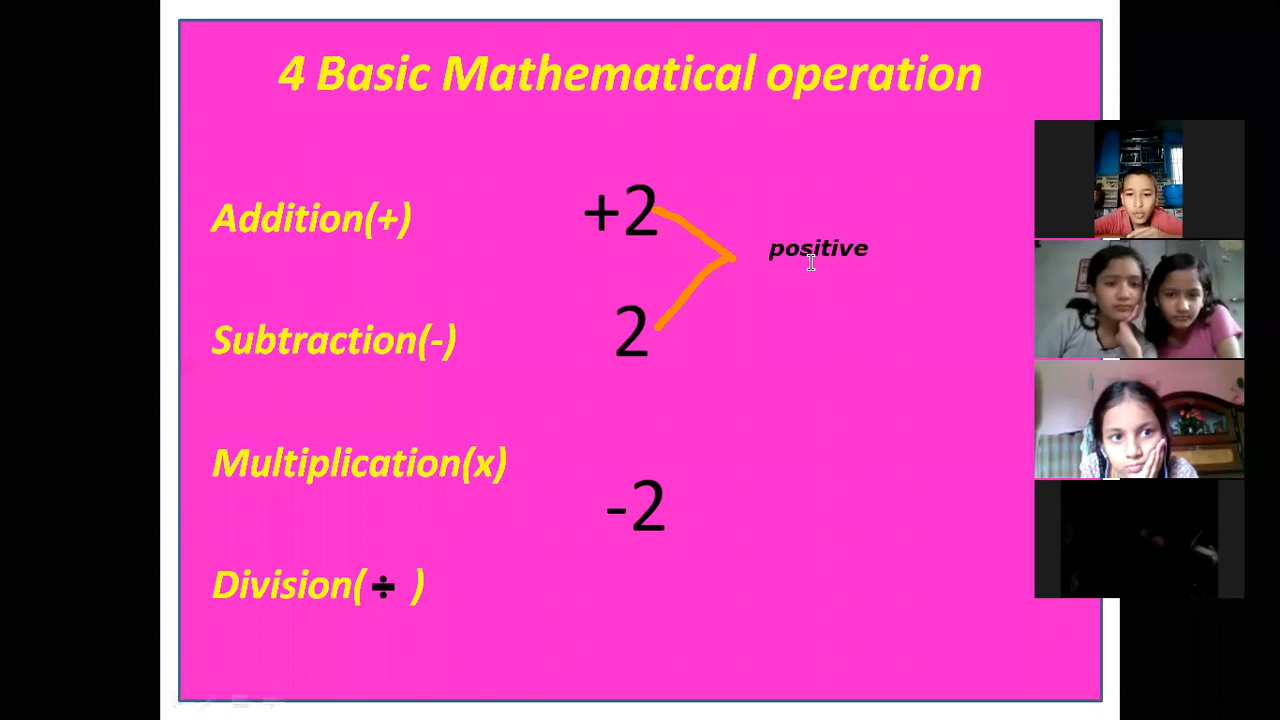 4 Basic Mathematical operation
Addition(+)
+2
positive
Subtraction(-)
2
Multiplication(x)
-2
Division(÷ )